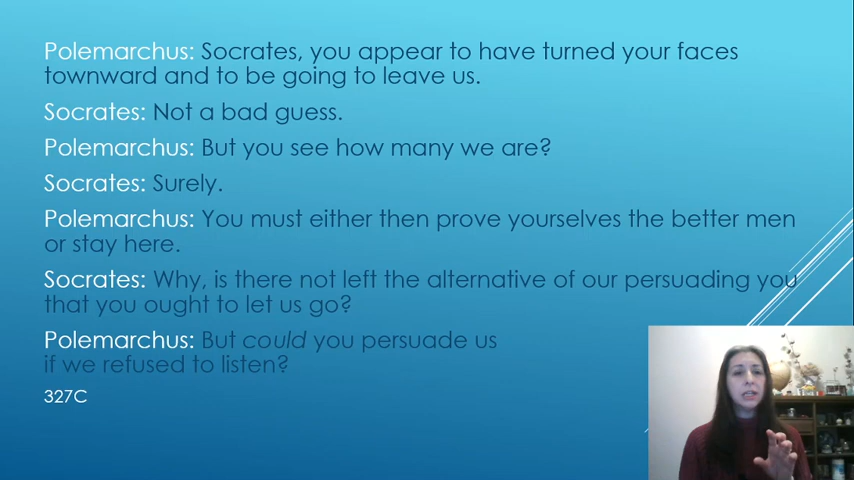 Polemarchus: Socrates, you appear to have turned your faces
townward and to be going to leave us.
Socrates: Not a bad guess.
Polemarchus: But you see how many we are?
Socrates: Surely.
Polemarchus: You must either then prove yourselves the better men
or stay here.
Socrates: Why, is there not left the alternative of our persuading you
that you ought to let us go?
Polemarchus: But could you persuade us
if we refused to listen?
327C